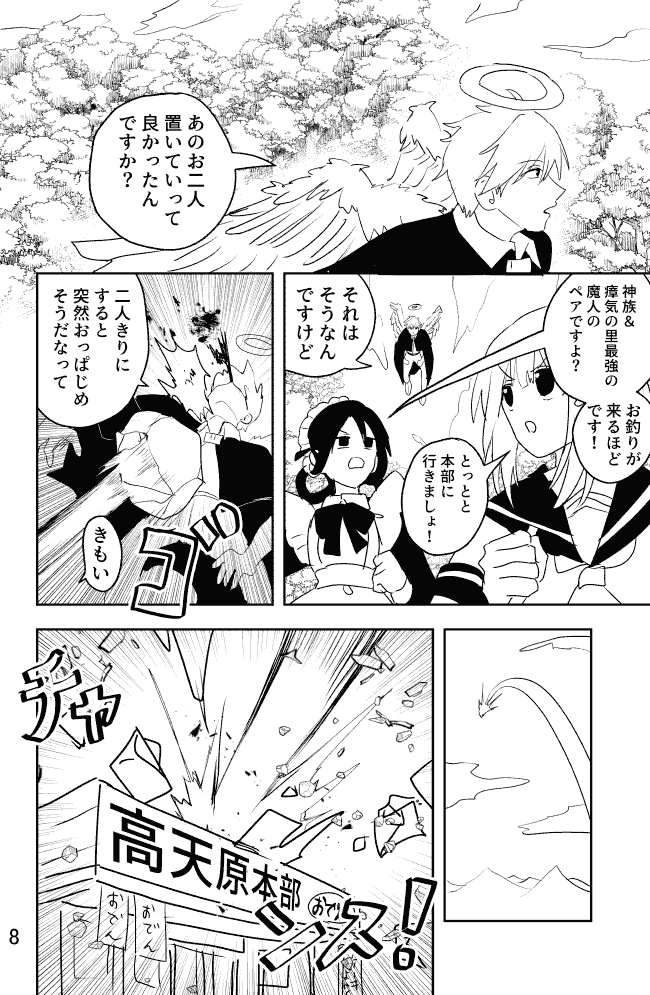 あのお二人
置いていって
良かったん
ですか？
神族＆
瘴気の里最強の
魔人の
ペアですよ？
お釣りが
来るほど
です！
それは
そうなん
ですけど
とっとと
本部に
行きましょ！
二人きりに
すると
突然おっぱじめ
そうだなって
きもい
ゴッ
チャ
ンス！
高天原本部
おでん
おでん
おでん
8